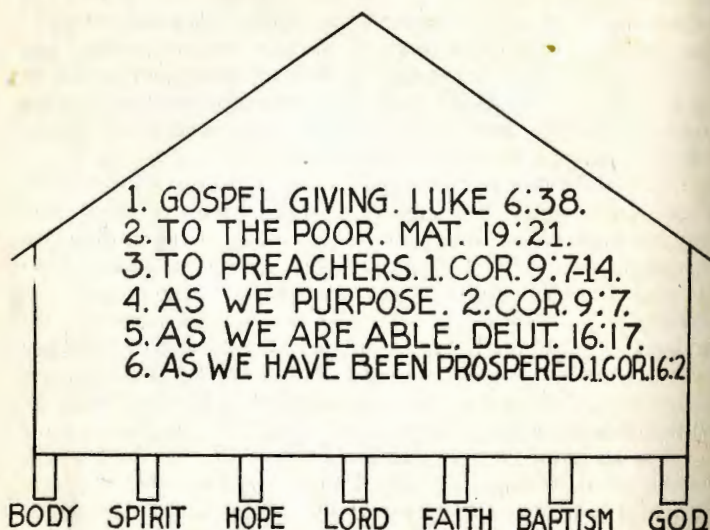 1. GOSPEL GIVING. LUKE 6:38.
2. TO THE POOR. MAT. 19:21.
3. TO PREACHERS. 1. COR. 9:7-14.
4. AS WE PURPOSE. 2. COR. 9:7.
5. AS WE ARE ABLE. DEUT. 16:17.
6. AS WE HAVE BEEN PROSPERED. 1. COR. 16:2
BODY SPIRIT HOPE LORD FAITH BAPTISM GOD